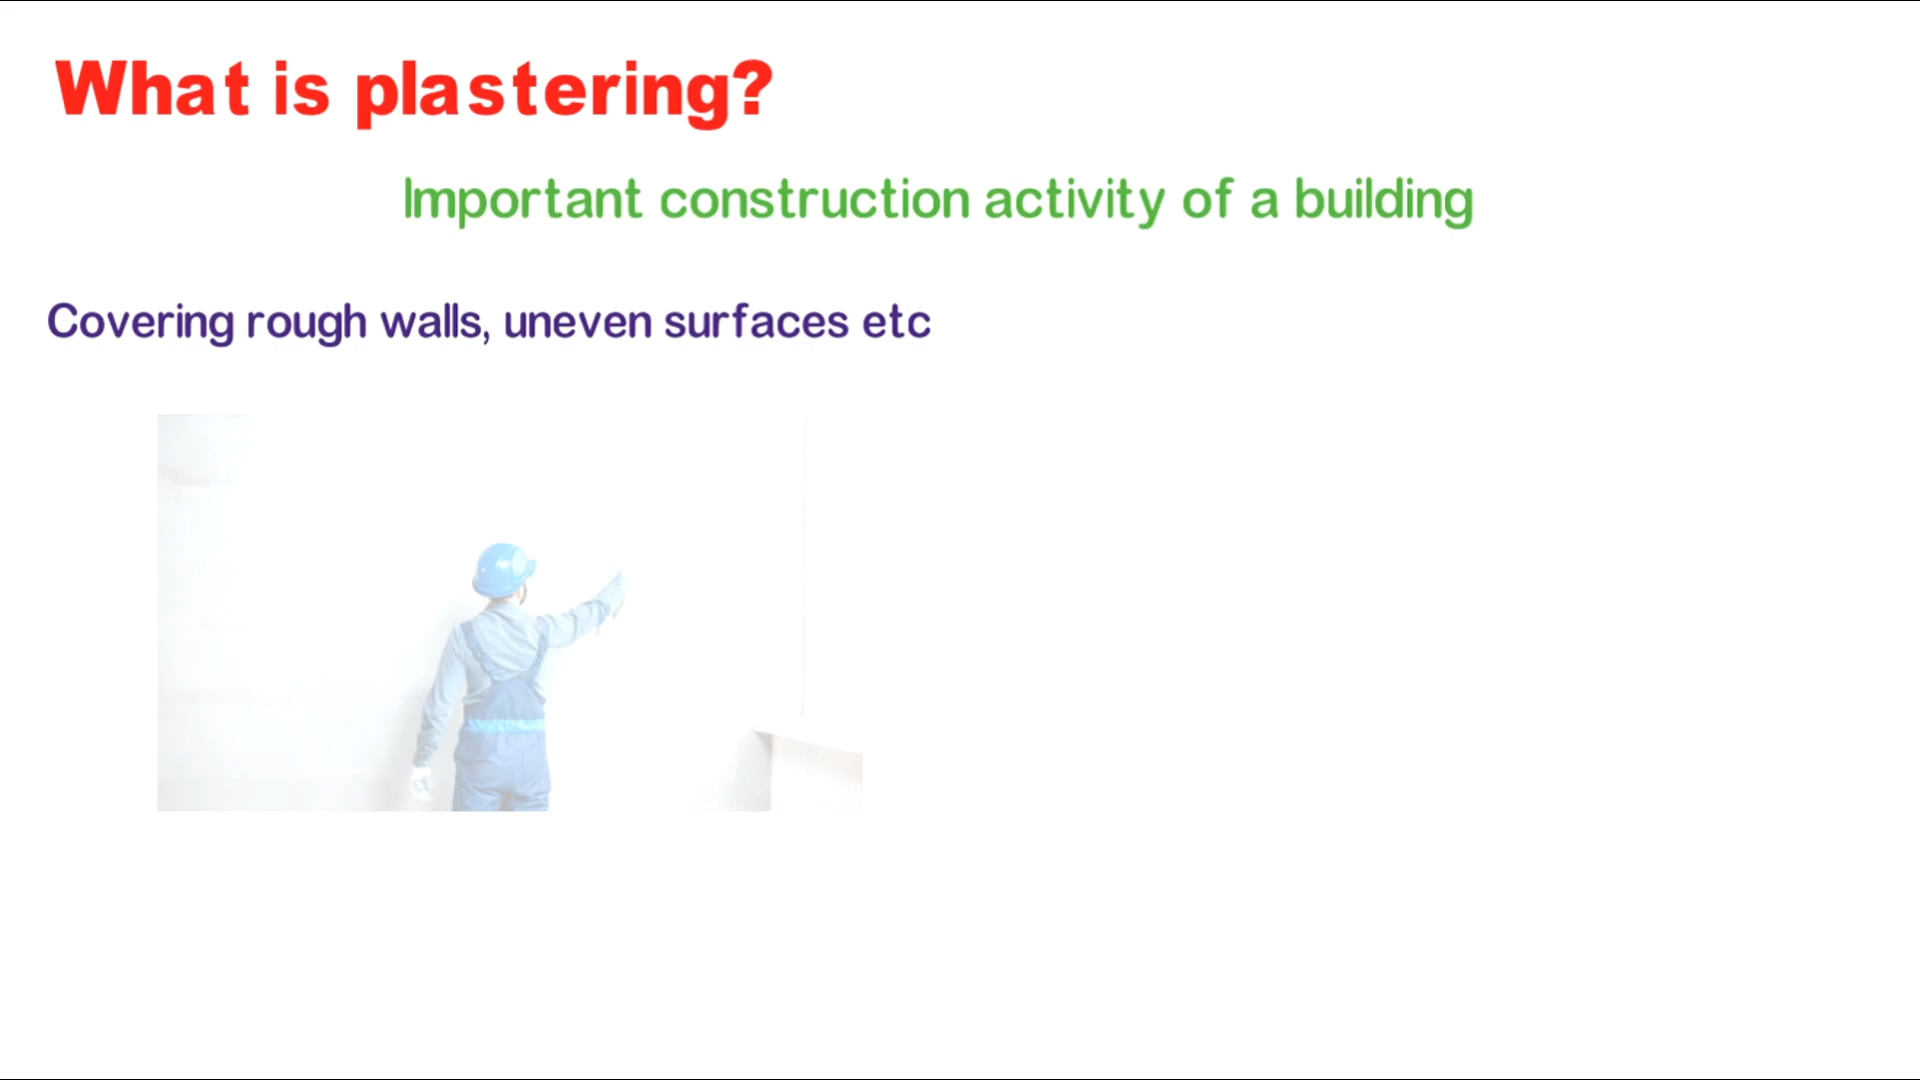 What is plastering?
Important construction activity of a building
Covering rough walls, uneven surfaces etc